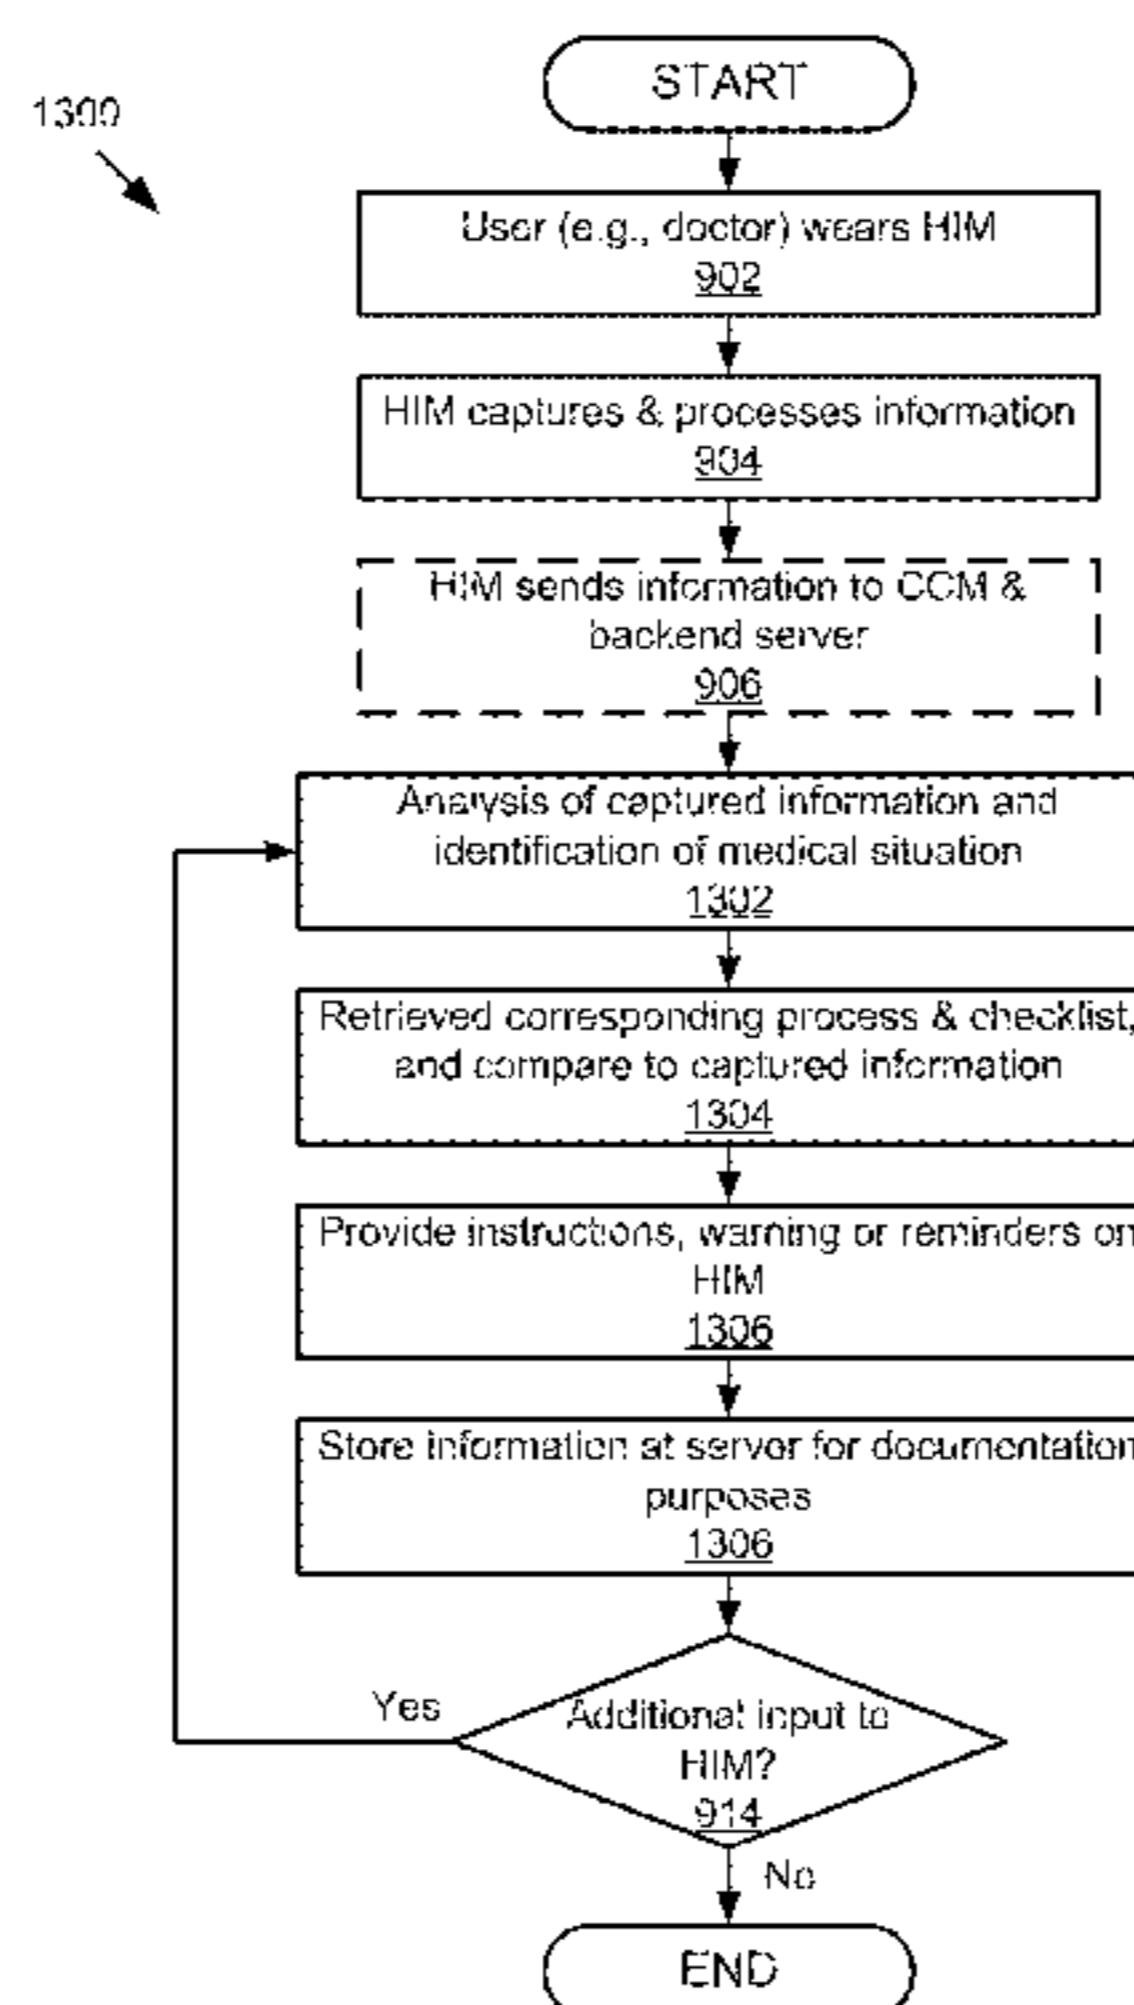 START
1300
User (e.g., doctor) wears HIM
902
HIM captures & processes information
904
HIM sends information to CCM &
backend server
906
Analysis of captured information and
identification of medical situation
1302
Retrieved corresponding process & checklist,
and compare to captured information
1304
Provide instructions, warning or reminders on
HIM
1306
Store information at server for documentation
purposes
1306
Yes
Additional input to
HIM?
914
No
END